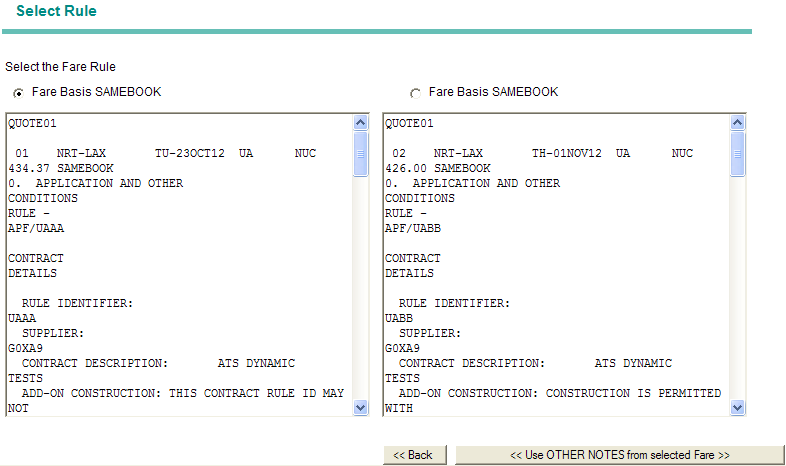 Select Rule
Select the Fare Rule
Fare Basis SAMEBOOK
Fare Basis SAMEBOOK
QUOTE01
01 NRT-LAX TU-23OCT12 UA NUC
434.37 SAMEBOOK
0. APPLICATION AND OTHER
CONDITIONS
RULE -
APF/UAAA
CONTRACT
DETAILS
RULE IDENTIFIER:
UAAA
SUPPLIER:
G0XA9
CONTRACT DESCRIPTION: ATS DYNAMIC
TESTS
ADD-ON CONSTRUCTION: THIS CONTRACT RULE ID MAY
NOT
QUOTE01
02 NRT-LAX TH-01NOV12 UA NUC
426.00 SAMEBOOK
0. APPLICATION AND OTHER
CONDITIONS
RULE -
APF/UABB
CONTRACT
DETAILS
RULE IDENTIFIER:
UABB
SUPPLIER:
G0XA9
CONTRACT DESCRIPTION: ATS DYNAMIC
TESTS
ADD-ON CONSTRUCTION: CONSTRUCTION IS PERMITTED
WITH
<< Back
<< Use OTHER NOTES from selected Fare >>